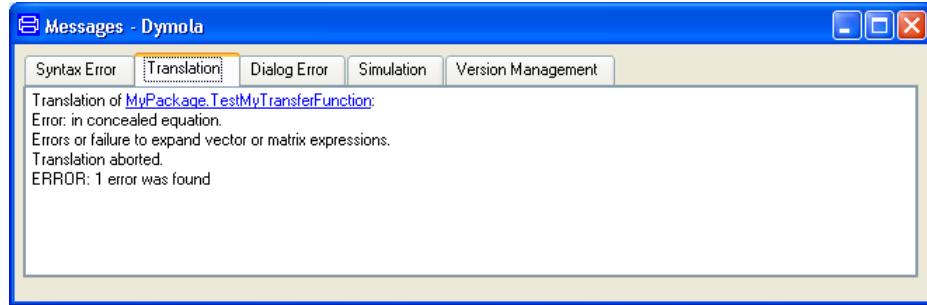 Messages - Dymola
Syntax Error Translation Dialog Error Simulation Version Management
Translation of MyPackage.TestMyTransferFunction:
Error: in concealed equation.
Errors or failure to expand vector or matrix expressions.
Translation aborted.
ERROR: 1 error was found